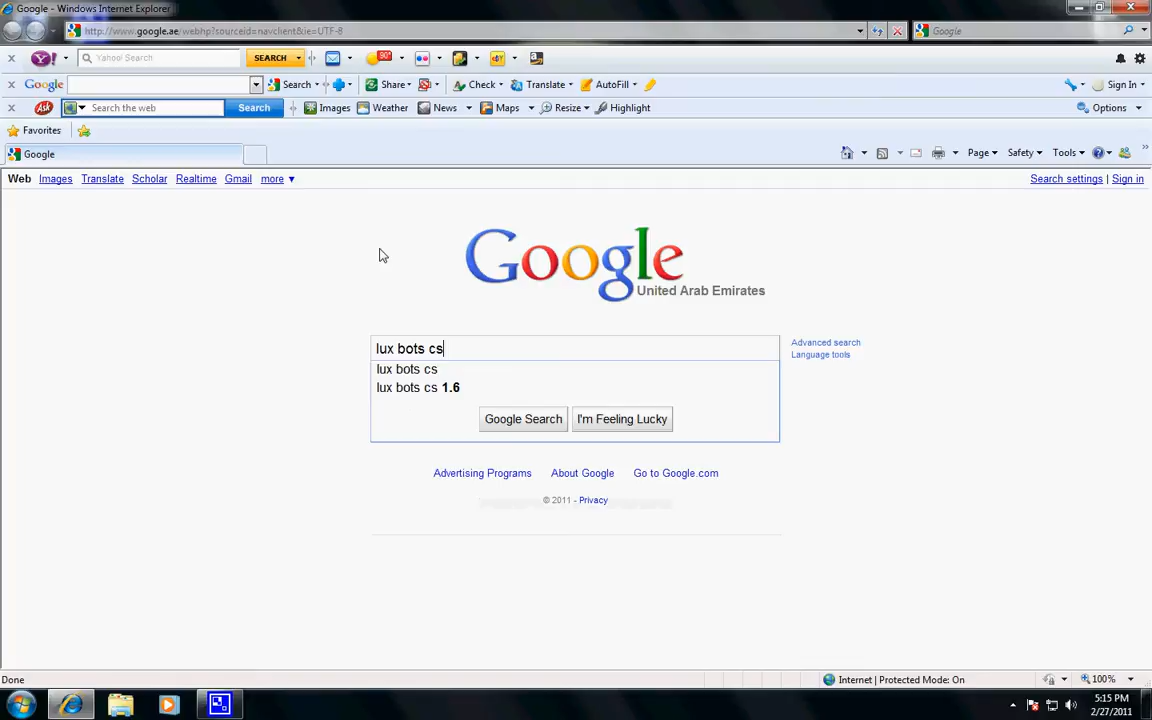 Google - Windows Internet Explorer
http://www.google.ae/webhp?sourceid=navclient&ie=UTF-8
Google
Y! Yahoo! Search SEARCH 90° eY a
Google Search Share Check Translate AutoFill Sign In
Ask Search the web Search Images Weather News Maps Resize Highlight Options
Favorites
Google Page Safety Tools
Web Images Translate Scholar Realtime Gmail more ▼ Search settings | Sign in
Google
United Arab Emirates
lux bots cs
Advanced search
Language tools
lux bots cs
lux bots cs 1.6
Google Search I'm Feeling Lucky
Advertising Programs About Google Go to Google.com
© 2011 - Privacy
Done Internet | Protected Mode: On 100%
5:15 PM
2/27/2011